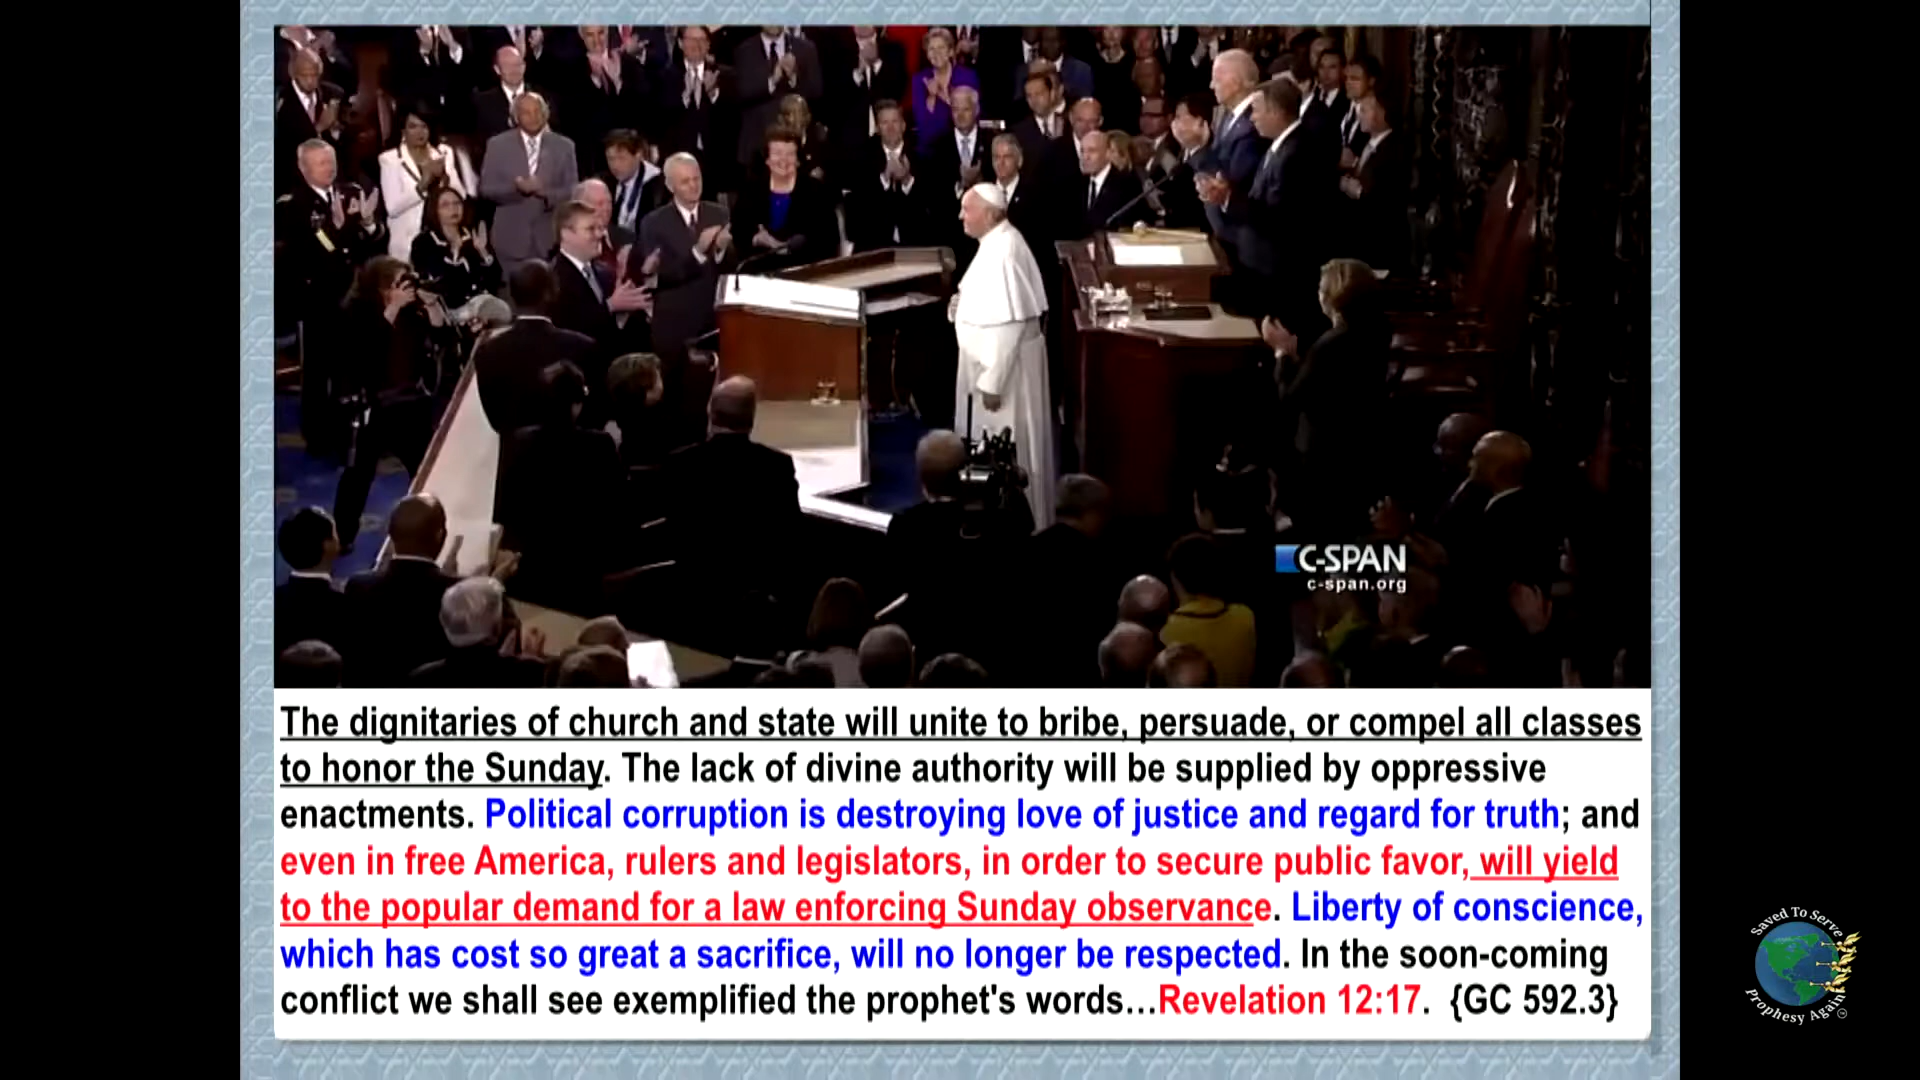 C-SPAN
c-span.org
The dignitaries of church and state will unite to bribe, persuade, or compel all classes
to honor the Sunday. The lack of divine authority will be supplied by oppressive
enactments. Political corruption is destroying love of justice and regard for truth; and
even in free America, rulers and legislators, in order to secure public favor, will yield
to the popular demand for a law enforcing Sunday observance. Liberty of conscience,
which has cost so great a sacrifice, will no longer be respected. In the soon-coming
conflict we shall see exemplified the prophet's words...Revelation 12:17. {GC 592.3}
Saved To Serve
Prophesy Again